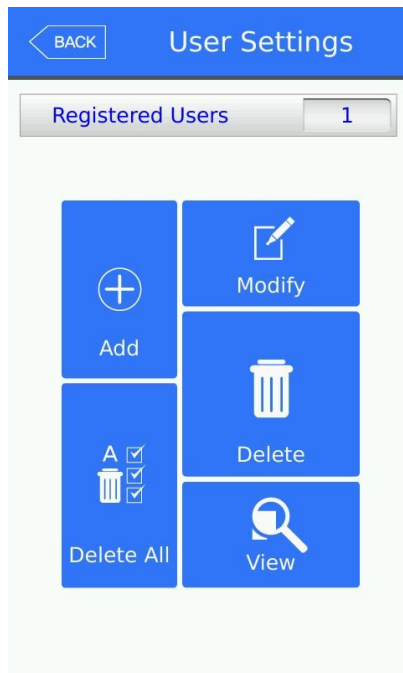 BACK User Settings
Registered Users 1
Add
Modify
Delete
A
Delete All
View